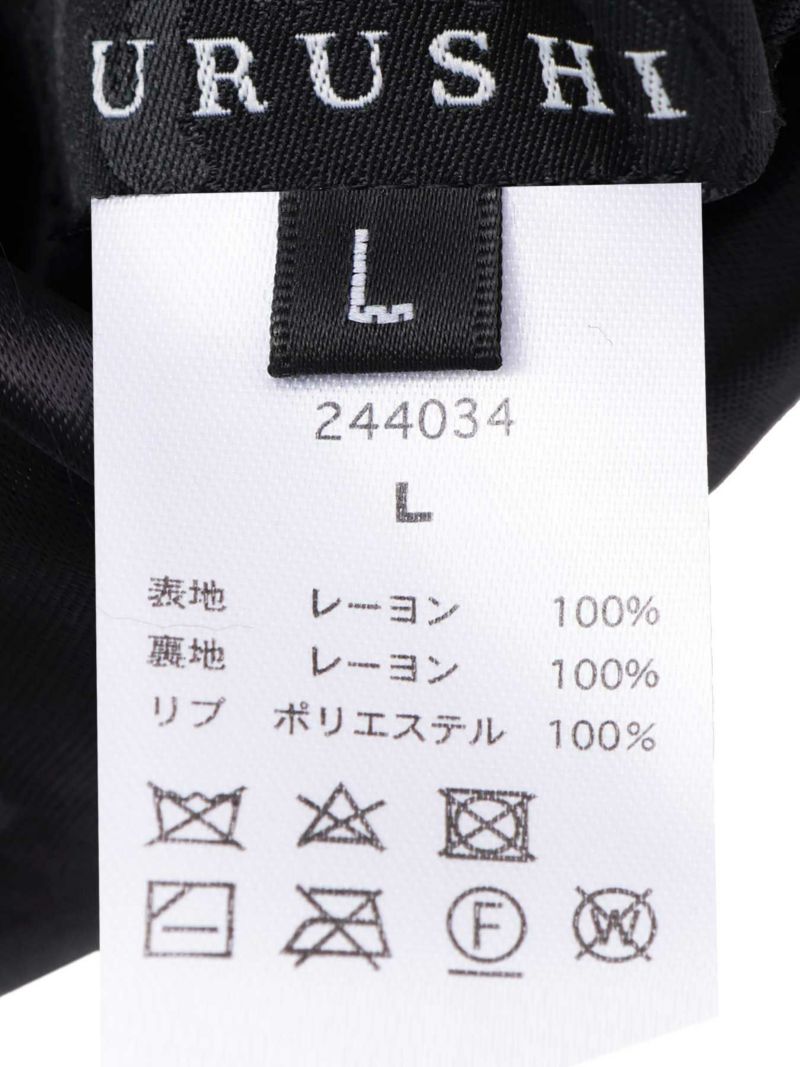 URUSHI
L
244034
L
表地 レーヨン 100%
裏地 レーヨン 100%
リブ ポリエステル 100%
F
W